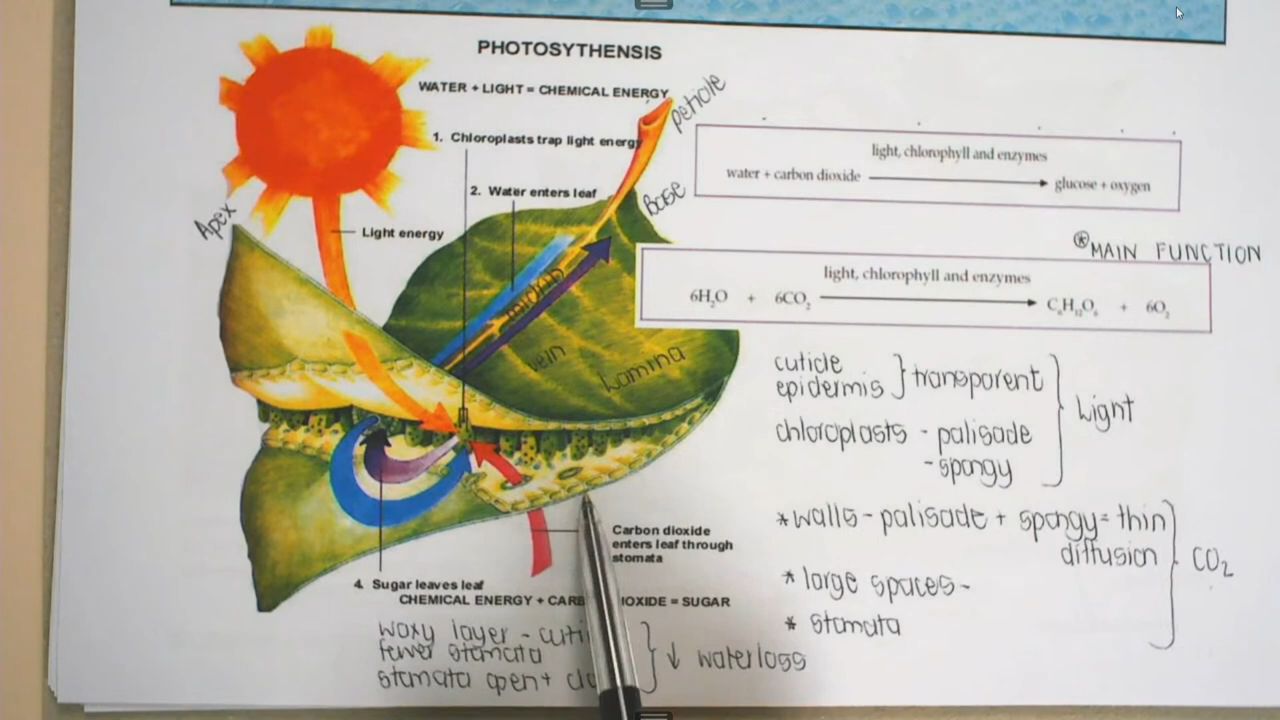 PHOTOSYTHENSIS
WATER + LIGHT = CHEMICAL ENERGY
1. Chloroplasts trap light energy
2. Water enters leaf
Light energy
Apex
petiole
Base
midrib
vein
Lamina
light, chlorophyll and enzymes
water + carbon dioxide → glucose + oxygen
* MAIN FUNCTION
light, chlorophyll and enzymes
6H₂O + 6CO₂ → C₆H₁₂O₆ + 6O₂
cuticle
epidermis } transparent
chloroplasts - palisade
- spongy
} Light
* walls - palisade + spongy = thin
diffusion
* large spaces -
* stomata
} CO₂
Carbon dioxide
enters leaf through
stomata
4. Sugar leaves leaf
CHEMICAL ENERGY + CARB OXIDE = SUGAR
waxy layer - cuti
fewer stomata
stomata open + clo
} ↓ waterloss